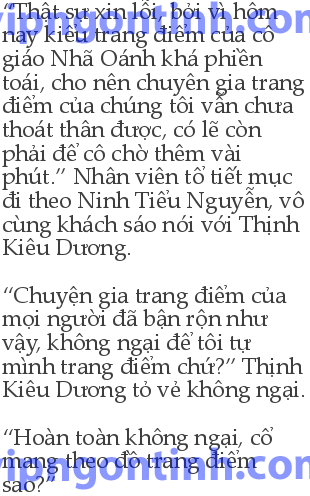 “Thật sự xin lỗi, bởi vì hôm
nay kiểu trang điểm của cô
giáo Nhã Oánh khá phiền
toái, cho nên chuyên gia trang
điểm của chúng tôi vẫn chưa
thoát thân được, có lẽ còn
phải để cô chờ thêm vài
phút.” Nhân viên tổ tiết mục
đi theo Ninh Tiểu Nguyễn, vô
cùng khách sáo nói với Thịnh
Kiêu Dương.
“Chuyên gia trang điểm của
mọi người đã bận rộn như
vậy, không ngại để tôi tự
mình trang điểm chứ?” Thịnh
Kiêu Dương tỏ vẻ không ngại.
“Hoàn toàn không ngại, cổ
mang theo đồ trang điểm
sao?”
vipngontinh.com
vipngontinh.com